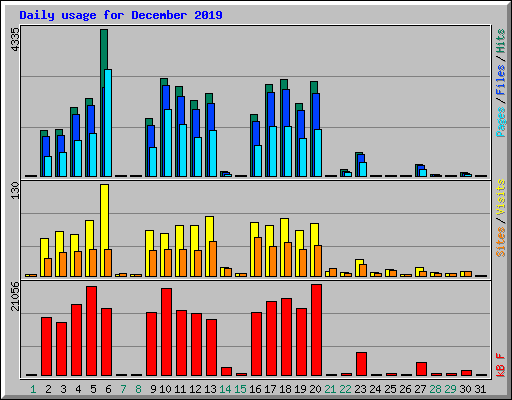 Daily usage for December 2019
4335
Pages / Files / Hits
130
Sites / Visits
21056
kB F
1 2 3 4 5 6 7 8 9 10 11 12 13 14 15 16 17 18 19 20 21 22 23 24 25 26 27 28 29 30 31